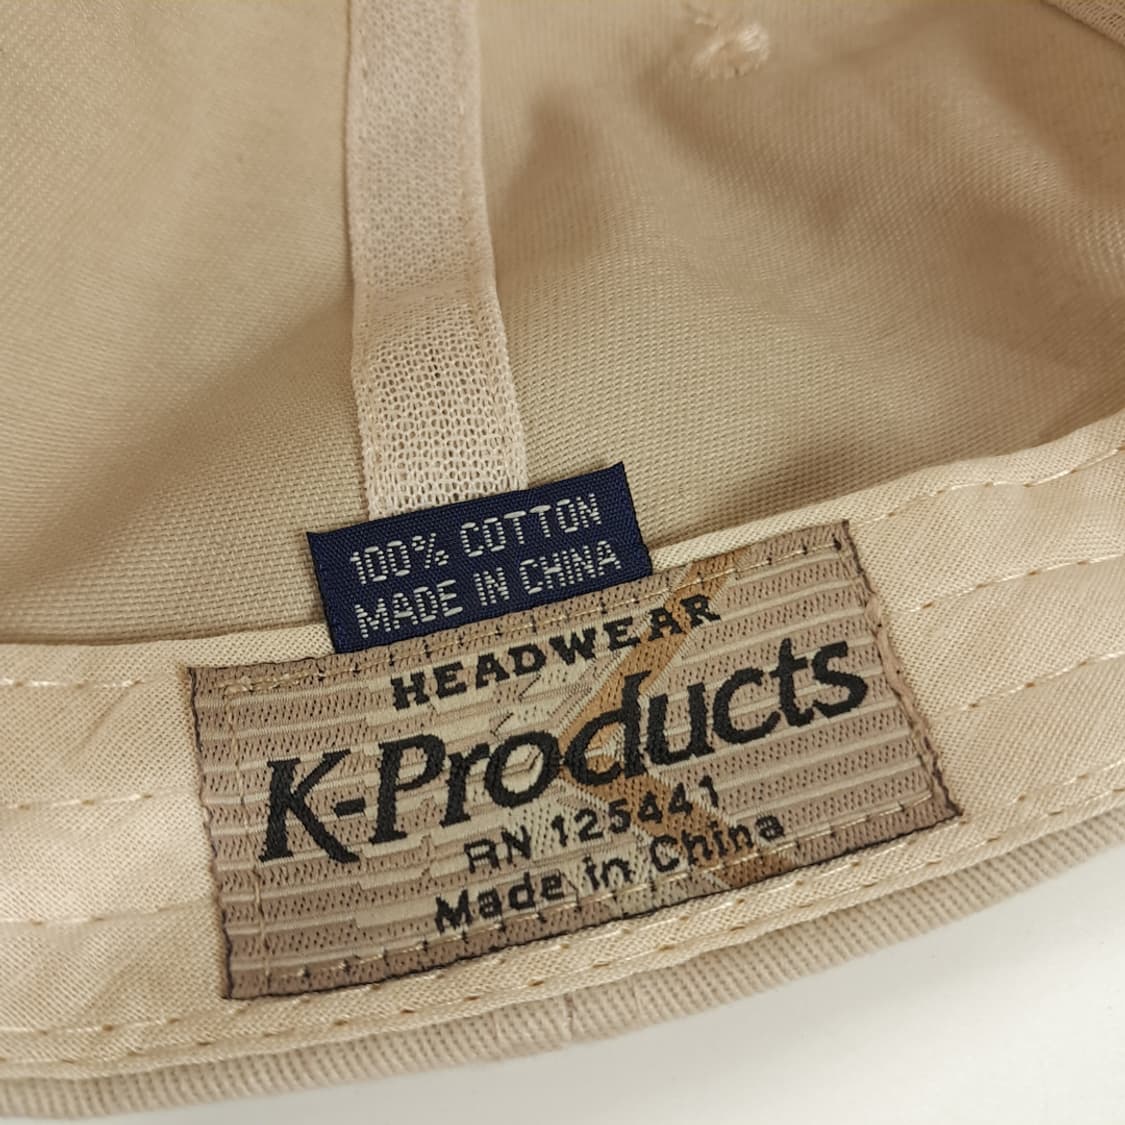 100% COTTON
MADE IN CHINA
HEADWEAR
K-Products
RN 125441
Made in China